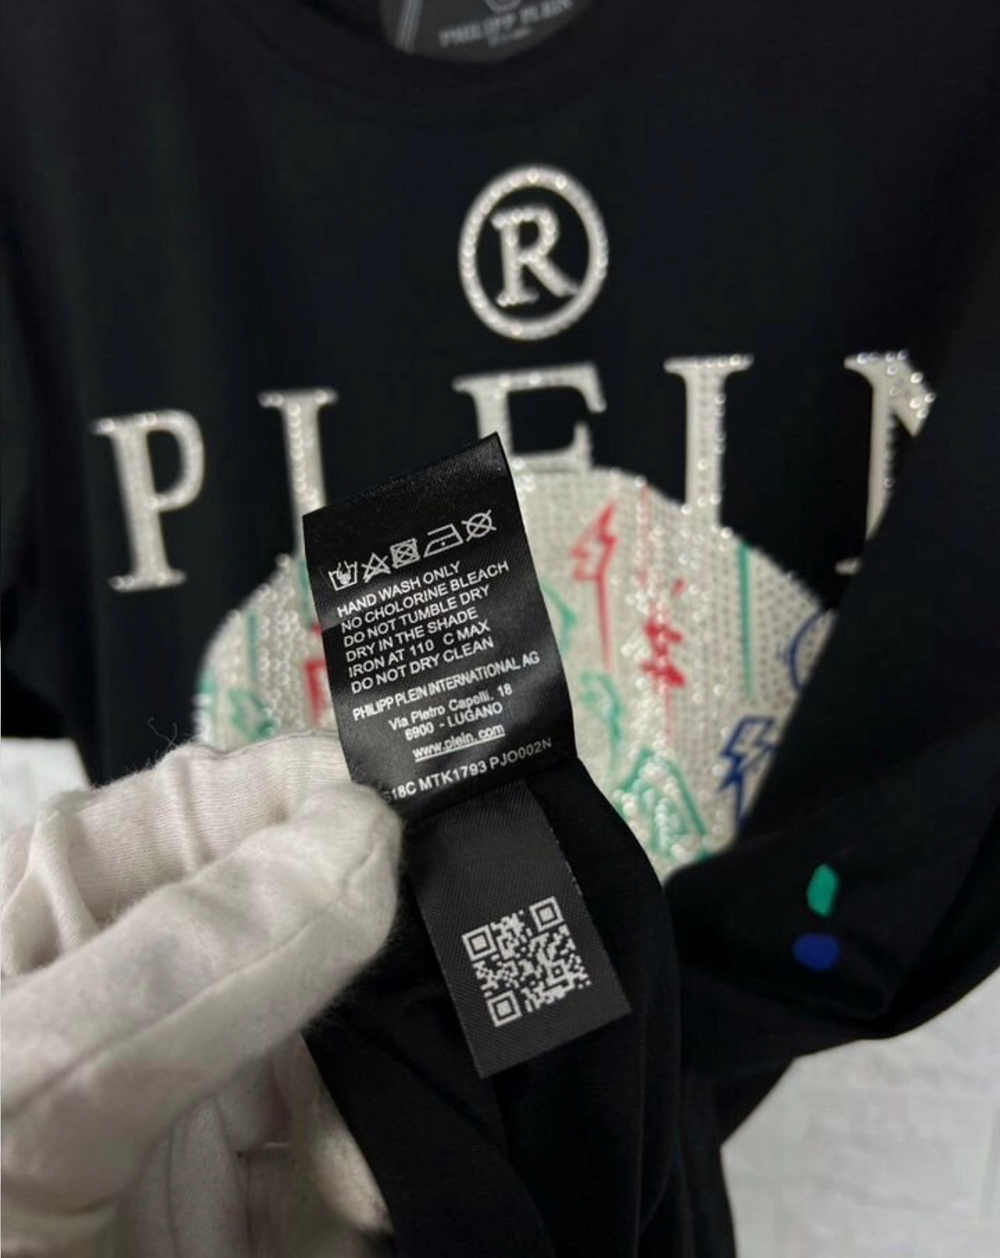 PHILIPP PLEIN
R
PLEIN
HAND WASH ONLY
NO CHOLORINE BLEACH
DO NOT TUMBLE DRY
DRY IN THE SHADE
IRON AT 110 C MAX
DO NOT DRY CLEAN
PHILIPP PLEIN INTERNATIONAL AG
Via Pietro Capelli. 18
6900 - LUGANO
www.plein.com
S18C MTK1793 PJO002N